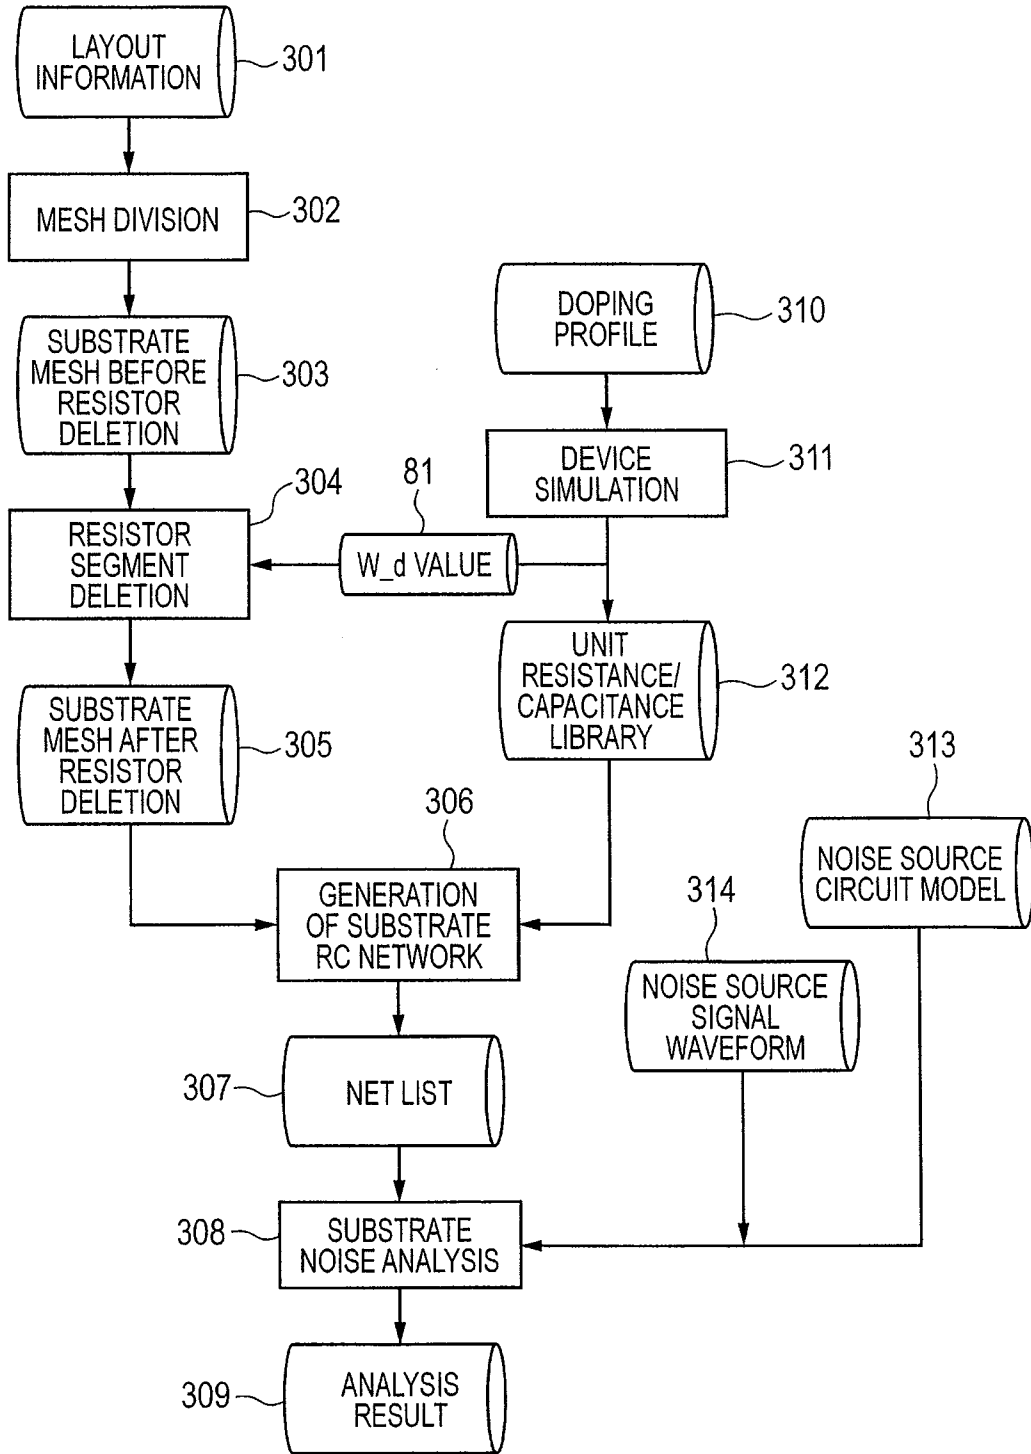 LAYOUT
INFORMATION
301
MESH DIVISION
302
SUBSTRATE
MESH BEFORE
RESISTOR
DELETION
303
DOPING
PROFILE
310
DEVICE
SIMULATION
311
304
RESISTOR
SEGMENT
DELETION
81
W_d VALUE
UNIT
RESISTANCE/
CAPACITANCE
LIBRARY
312
SUBSTRATE
MESH AFTER
RESISTOR
DELETION
305
306
GENERATION
OF SUBSTRATE
RC NETWORK
313
NOISE SOURCE
CIRCUIT MODEL
314
NOISE SOURCE
SIGNAL
WAVEFORM
307
NET LIST
308
SUBSTRATE
NOISE ANALYSIS
309
ANALYSIS
RESULT